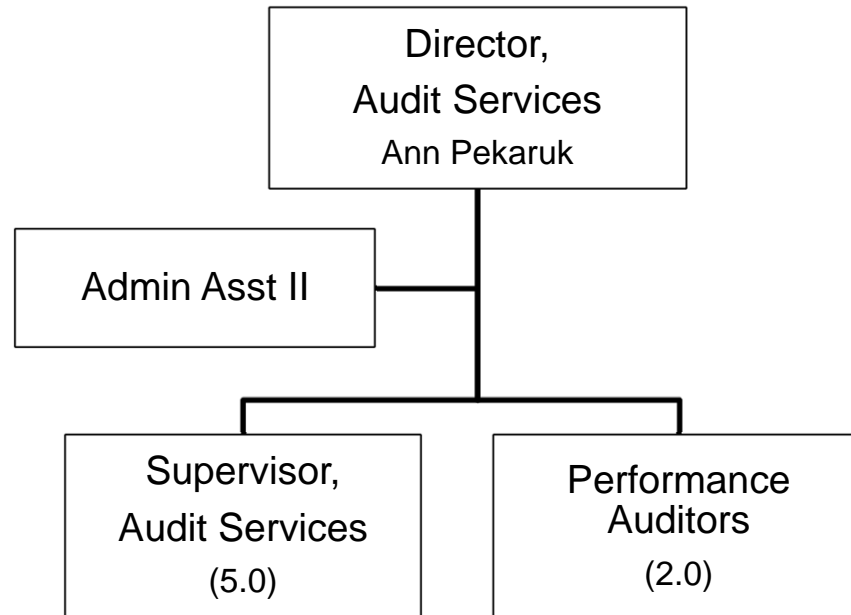 Director,
Audit Services
Ann Pekaruk
Admin Asst II
Supervisor,
Audit Services
(5.0)
Performance
Auditors
(2.0)